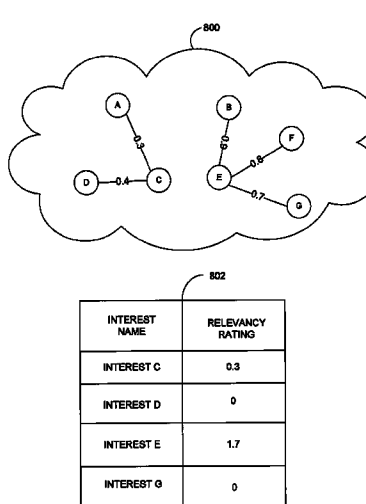 800
A
B
0.3
0.9
F
0.8
D
0.4
C
E
0.7
G
802
INTEREST NAME
RELEVANCY RATING
INTEREST C
0.3
INTEREST D
0
INTEREST E
1.7
INTEREST G
0